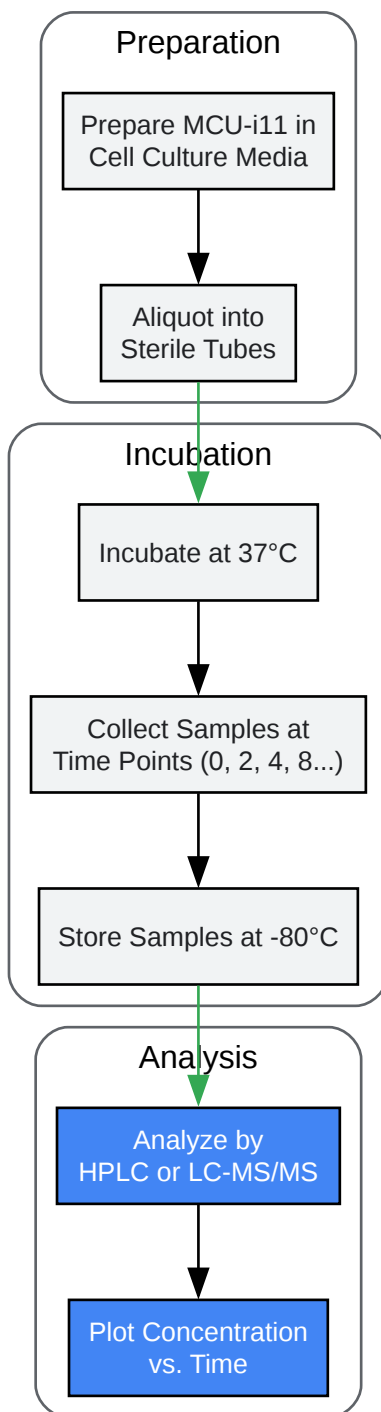 Preparation
Prepare MCU-i11 in
Cell Culture Media
Aliquot into
Sterile Tubes
Incubation
Incubate at 37°C
Collect Samples at
Time Points (0, 2, 4, 8...)
Store Samples at -80°C
Analysis
Analyze by
HPLC or LC-MS/MS
Plot Concentration
vs. Time